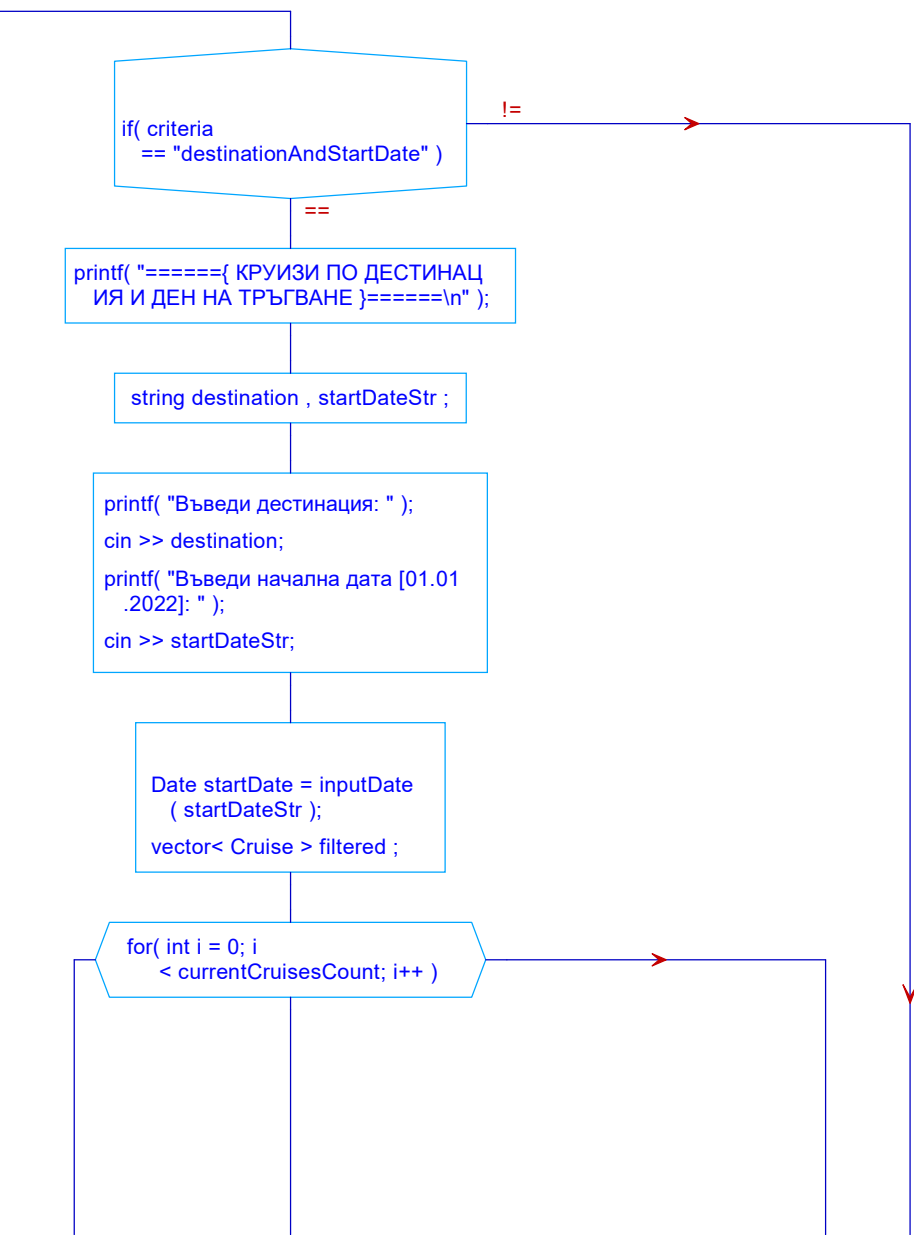 !=
if( criteria
== "destinationAndStartDate" )
==
printf( "======{ КРУИЗИ ПО ДЕСТИНАЦ
ИЯ И ДЕН НА ТРЪГВАНЕ }======\n" );
string destination , startDateStr ;
printf( "Въведи дестинация: " );
cin >> destination;
printf( "Въведи начална дата [01.01
.2022]: " );
cin >> startDateStr;
Date startDate = inputDate
( startDateStr );
vector< Cruise > filtered ;
for( int i = 0; i
< currentCruisesCount; i++ )